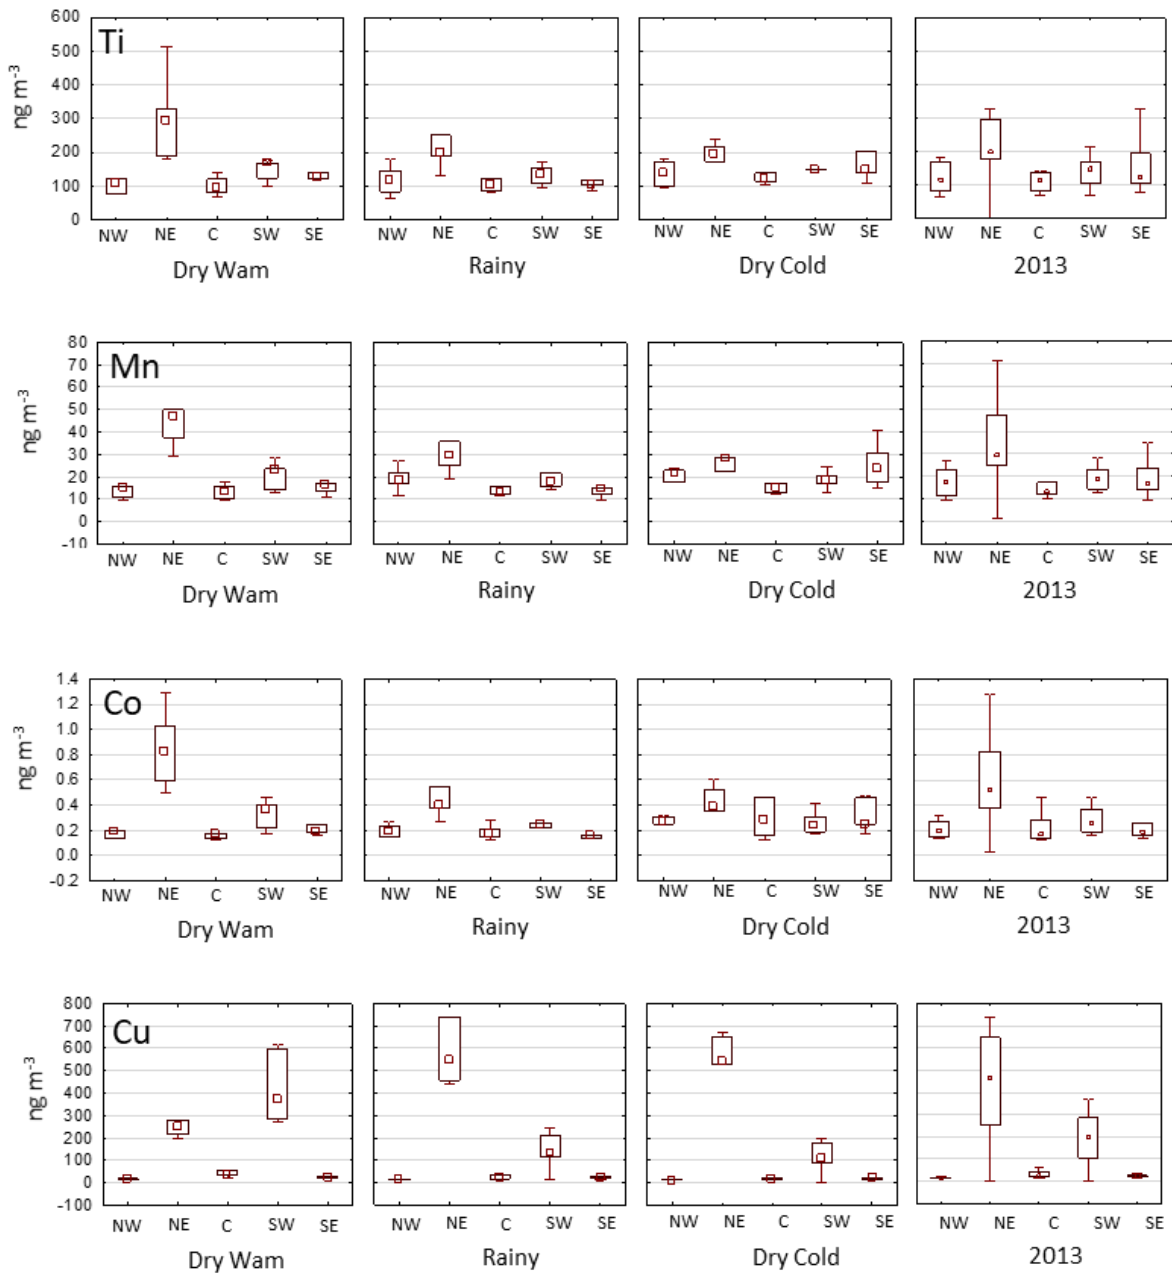 Ti
ng m-3
600
500
400
300
200
100
0
NW NE C SW SE NW NE C SW SE NW NE C SW SE NW NE C SW SE
Dry Wam Rainy Dry Cold 2013
Mn
ng m-3
80
70
60
50
40
30
20
10
0
-10
NW NE C SW SE NW NE C SW SE NW NE C SW SE NW NE C SW SE
Dry Wam Rainy Dry Cold 2013
Co
ng m-3
1.4
1.2
1.0
0.8
0.6
0.4
0.2
0.0
-0.2
NW NE C SW SE NW NE C SW SE NW NE C SW SE NW NE C SW SE
Dry Wam Rainy Dry Cold 2013
Cu
ng m-3
800
700
600
500
400
300
200
100
0
-100
NW NE C SW SE NW NE C SW SE NW NE C SW SE NW NE C SW SE
Dry Wam Rainy Dry Cold 2013